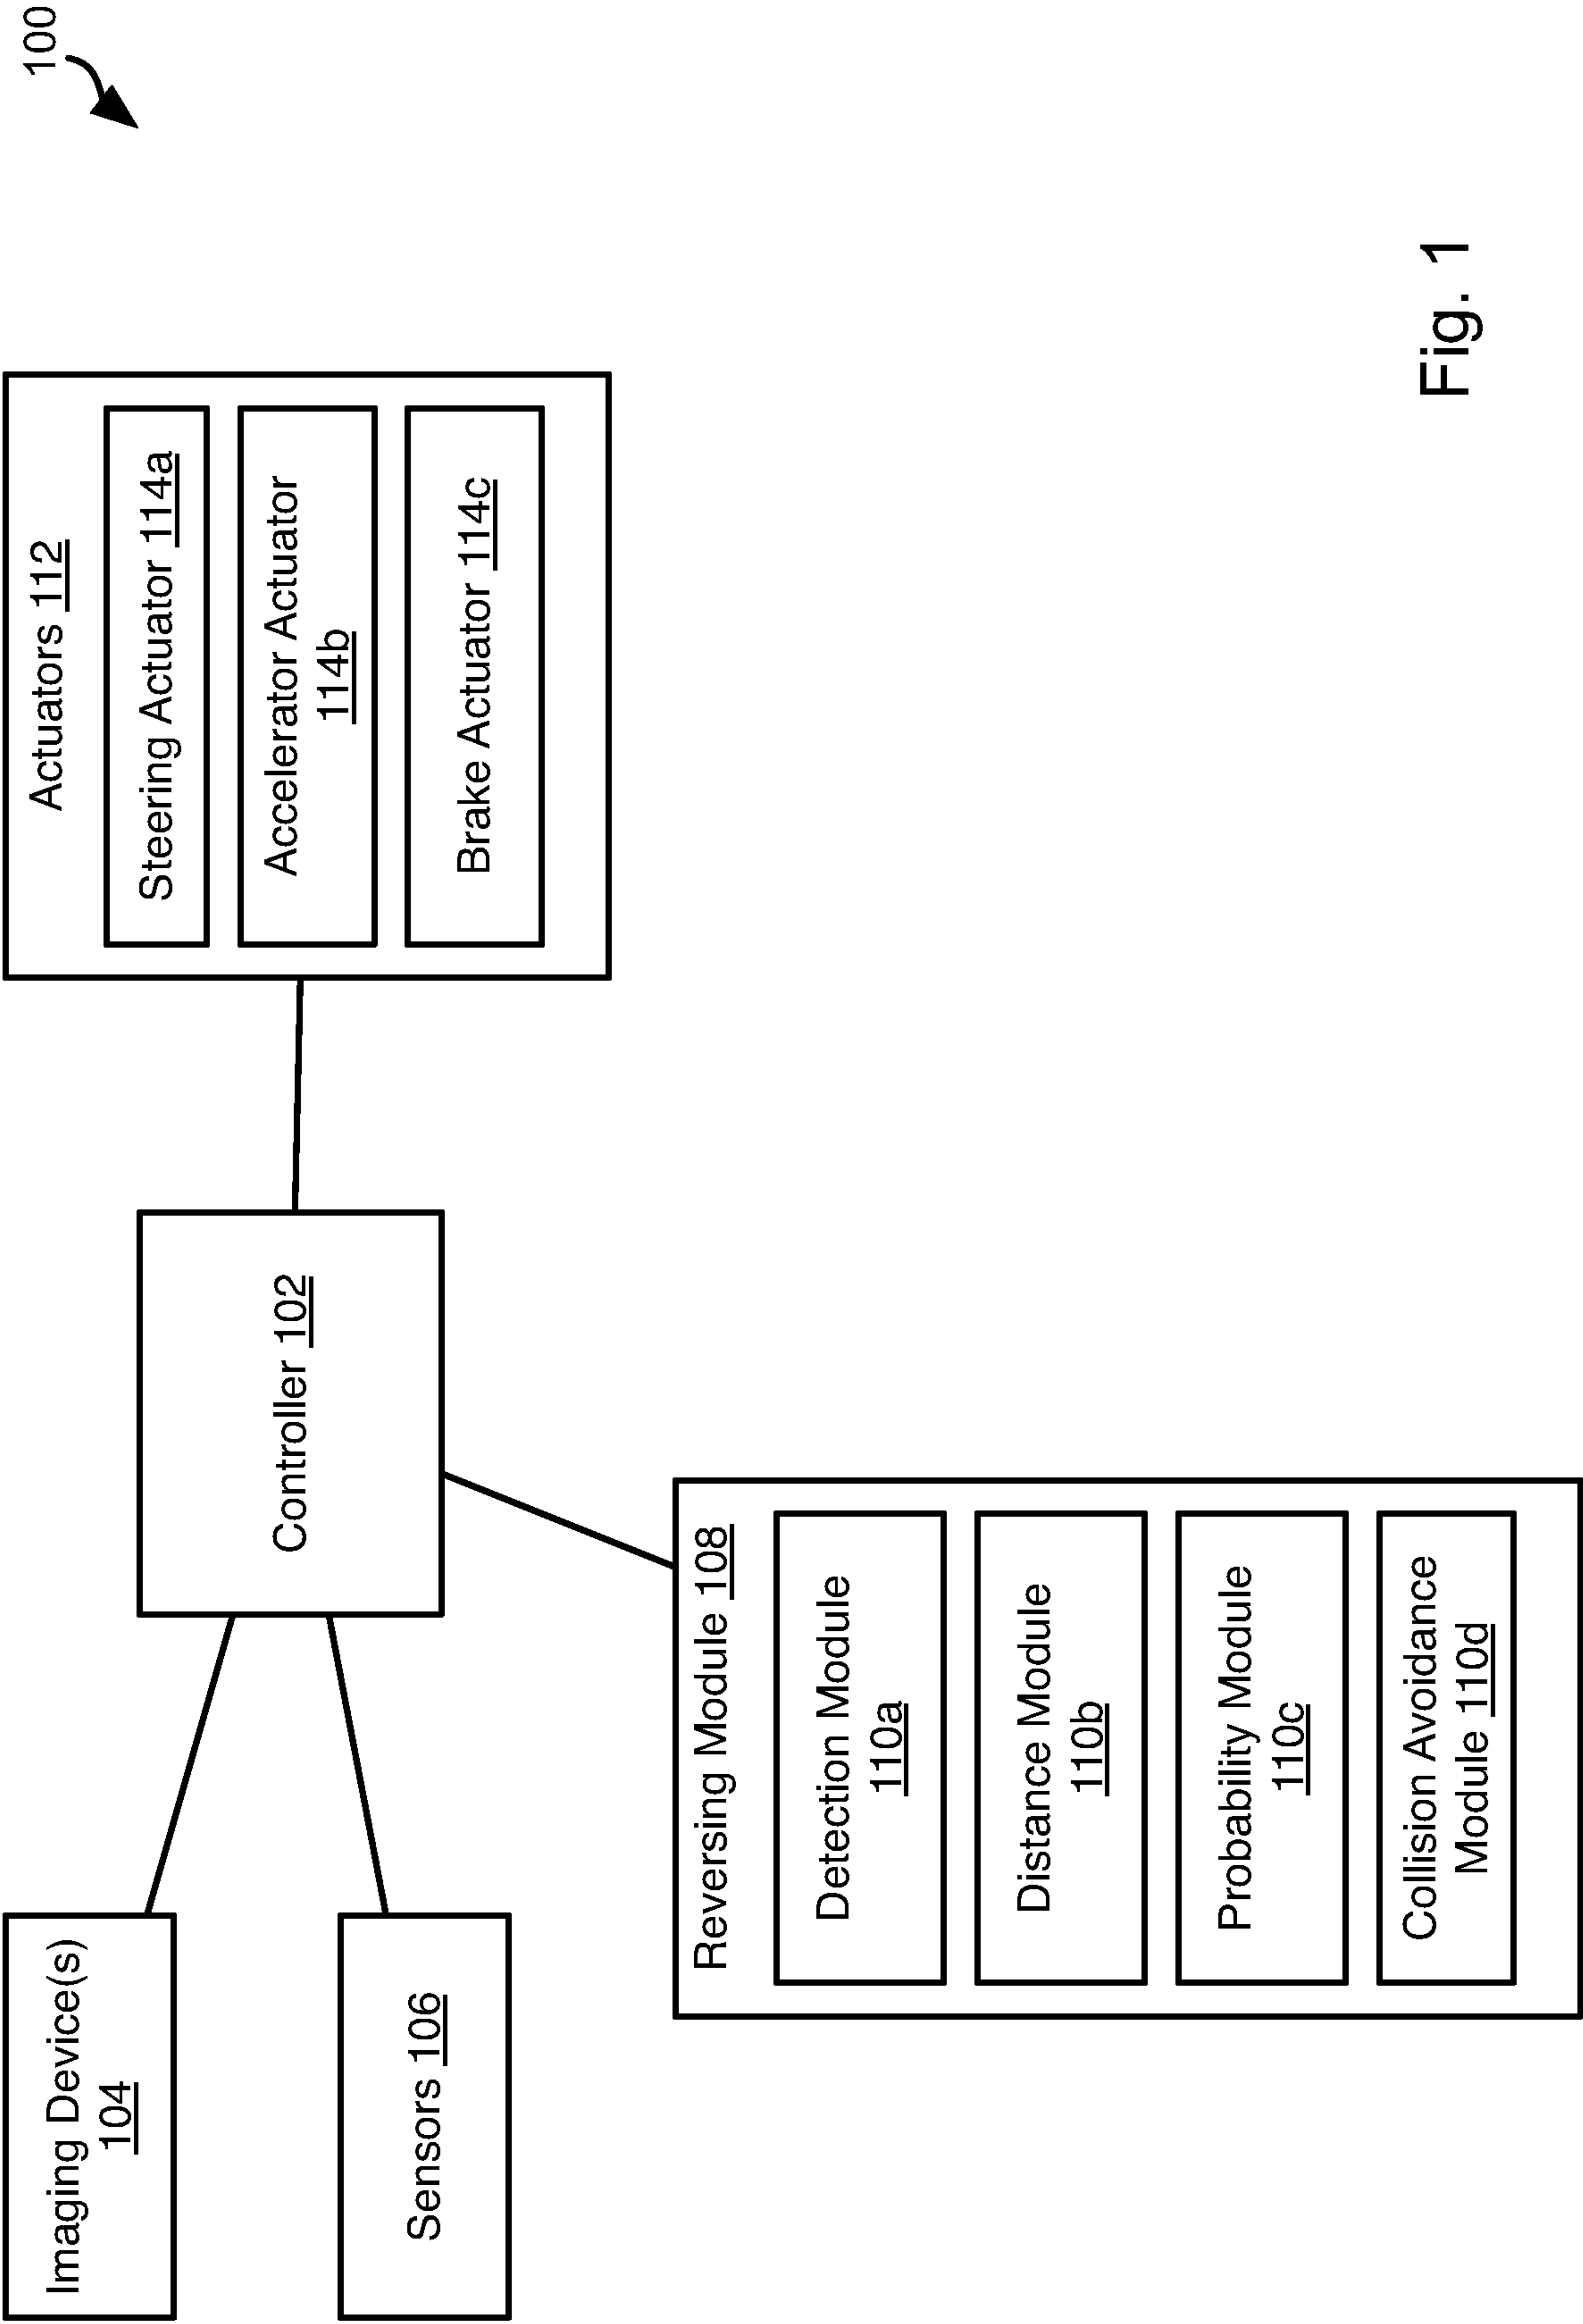 100
Imaging Device(s)
104
Sensors 106
Controller 102
Actuators 112
Steering Actuator 114a
Accelerator Actuator
114b
Brake Actuator 114c
Reversing Module 108
Detection Module
110a
Distance Module
110b
Probability Module
110c
Collision Avoidance
Module 110d
Fig. 1